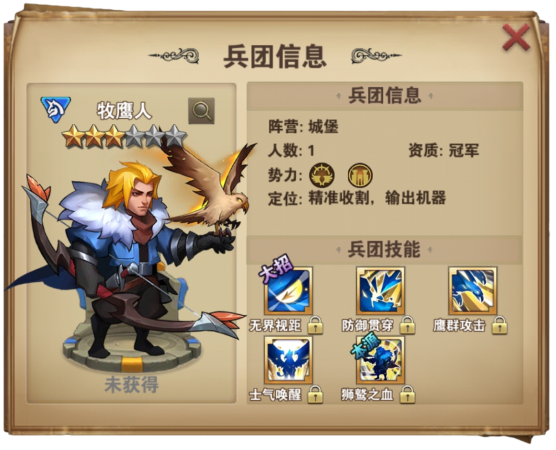 兵团信息
牧鹰人
未获得
兵团信息
阵营: 城堡
人数: 1 资质: 冠军
势力:
定位: 精准收割，输出机器
兵团技能
大招
无界视距 防御贯穿 鹰群攻击
本源
士气唤醒 狮鹫之血